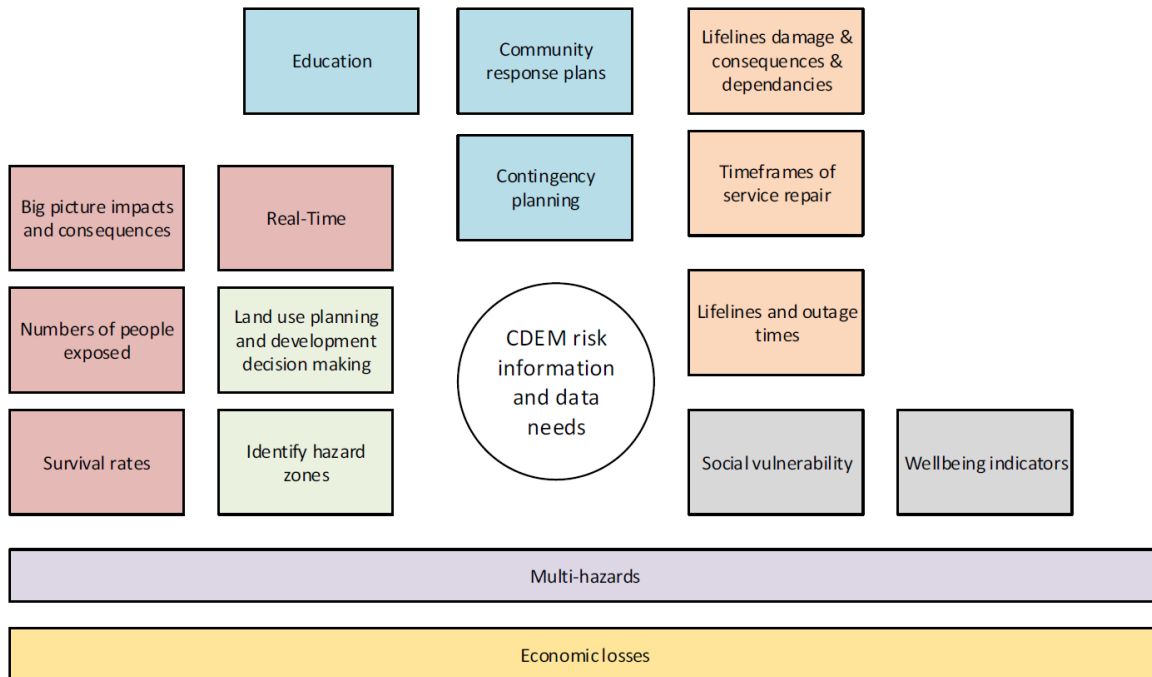 Education
Community
response plans
Lifelines damage &
consequences &
dependancies
Contingency
planning
Timeframes of
service repair
Big picture impacts
and consequences
Real-Time
Numbers of people
exposed
Land use planning
and development
decision making
CDEM risk
information
and data
needs
Lifelines and outage
times
Survival rates
Identify hazard
zones
Social vulnerability
Wellbeing indicators
Multi-hazards
Economic losses